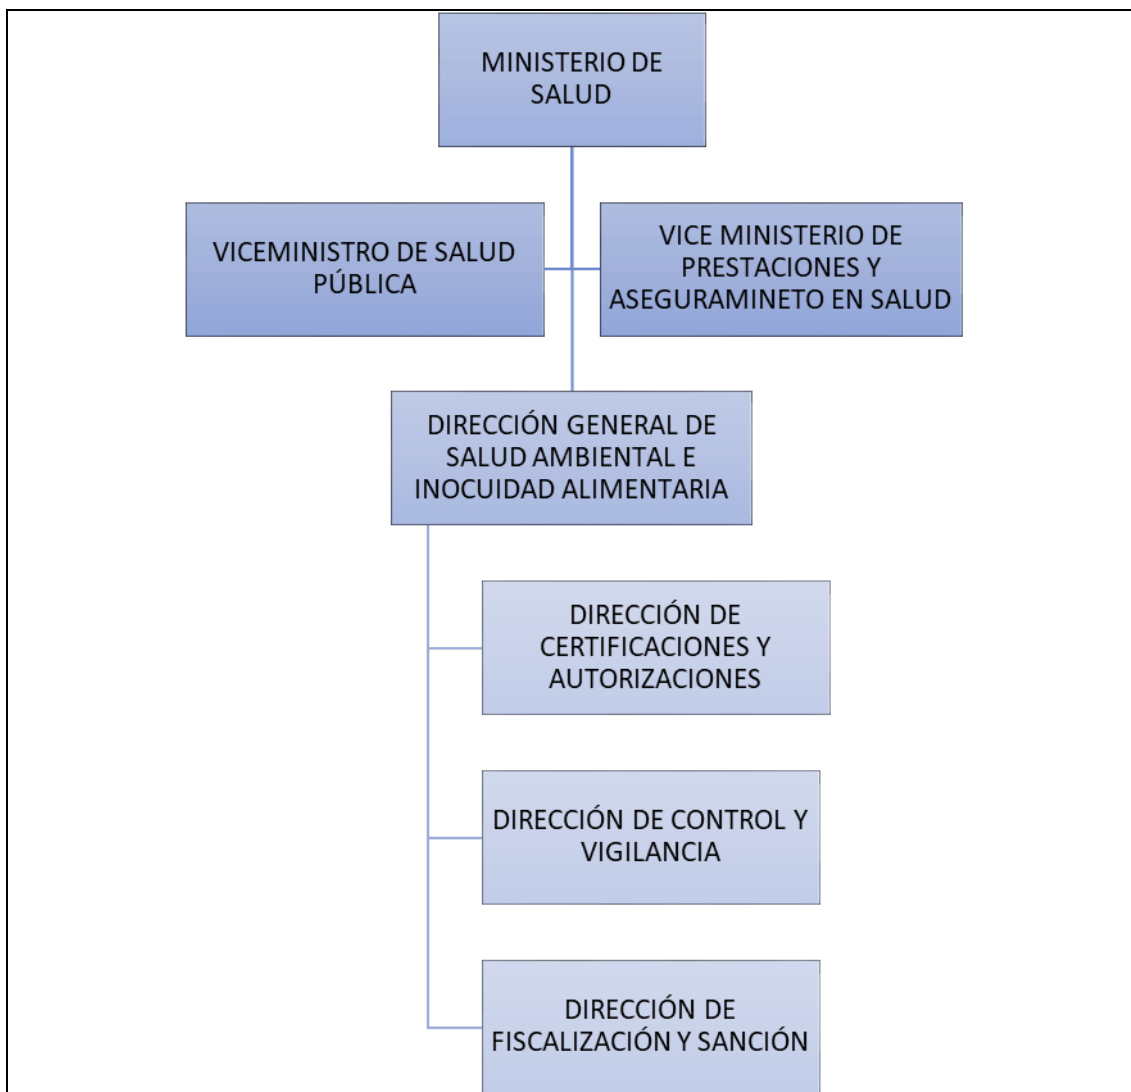 MINISTERIO DE
SALUD
VICEMINISTRO DE SALUD
PÚBLICA
VICE MINISTERIO DE
PRESTACIONES Y
ASEGURAMINETO EN SALUD
DIRECCIÓN GENERAL DE
SALUD AMBIENTAL E
INOCUIDAD ALIMENTARIA
DIRECCIÓN DE
CERTIFICACIONES Y
AUTORIZACIONES
DIRECCIÓN DE CONTROL Y
VIGILANCIA
DIRECCIÓN DE
FISCALIZACIÓN Y SANCIÓN